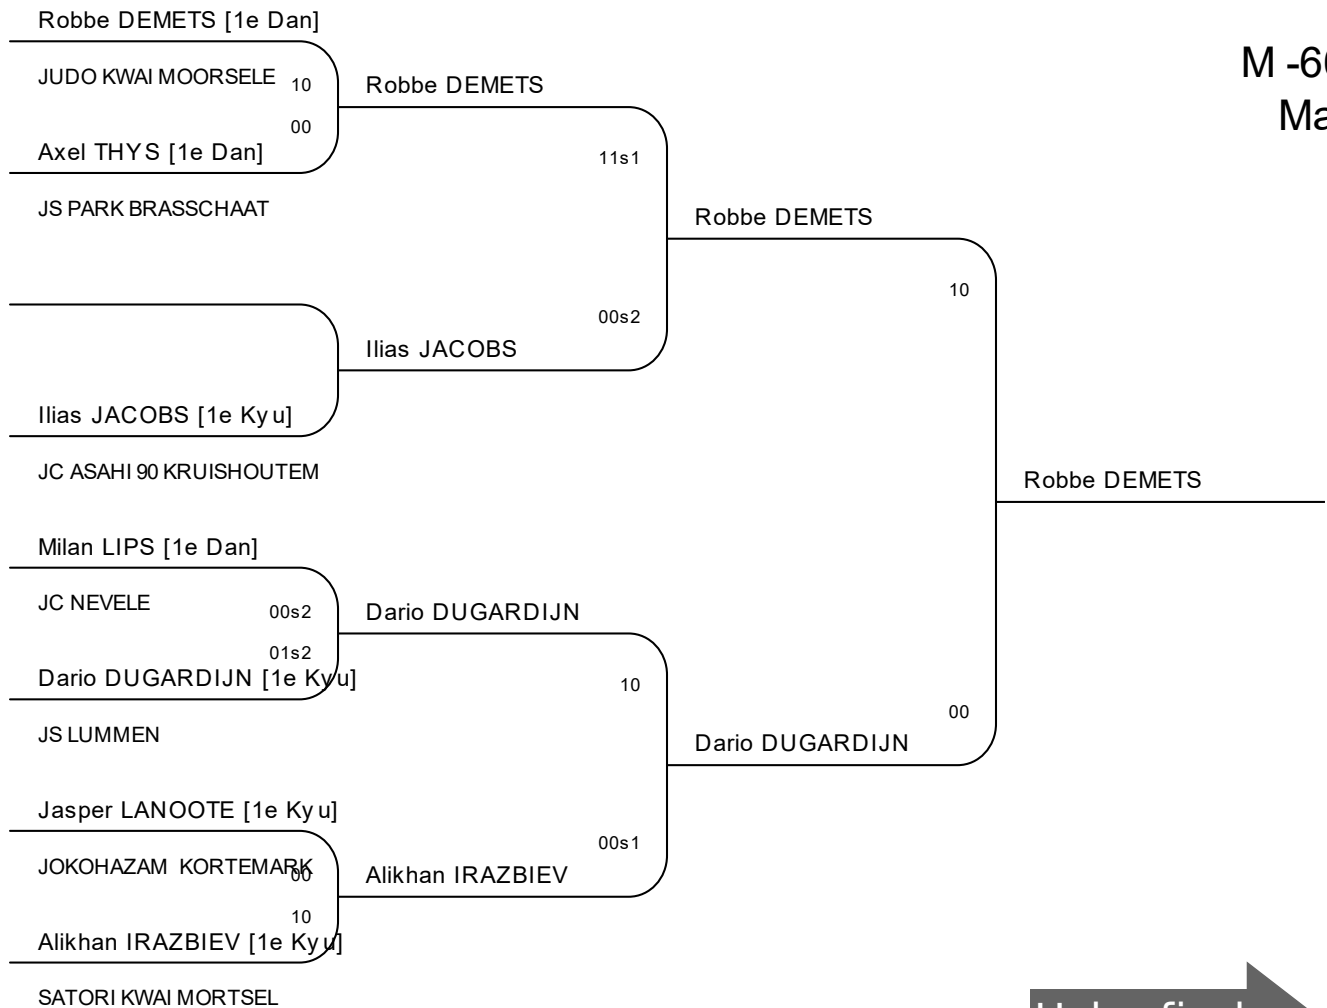 Robbe DEMETS [1e Dan]
JUDO KWAI MOORSELE
10
00
Axel THYS [1e Dan]
JS PARK BRASSCHAAT
Ilias JACOBS [1e Kyu]
JC ASAHI 90 KRUISHOUTEM
Milan LIPS [1e Dan]
JC NEVELE
00s2
01s2
Dario DUGARDIJN [1e Kyu]
JS LUMMEN
Jasper LANOOTE [1e Kyu]
JOKOHAZAM KORTEMARK
00
10
Alikhan IRAZBIEV [1e Kyu]
SATORI KWAI MORTSEL
Robbe DEMETS
11s1
00s2
Ilias JACOBS
Dario DUGARDIJN
10
00s1
Alikhan IRAZBIEV
Robbe DEMETS
10
00
Dario DUGARDIJN
Robbe DEMETS
M -6
Ma